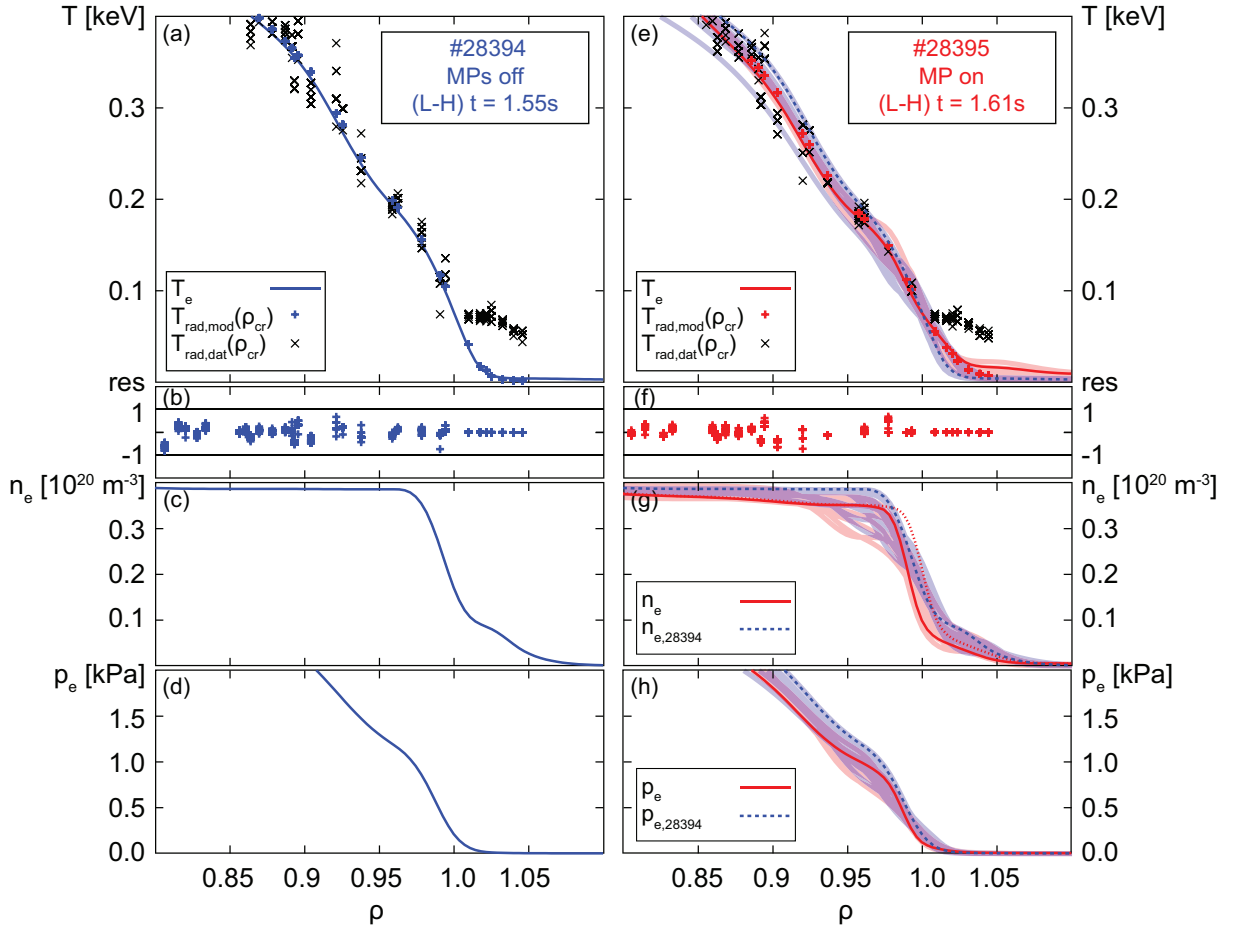 T [keV]
(a)
#28394
MPs off
(L-H) t = 1.55s
0.3
0.2
0.1
T_e
T_rad,mod(ρ_cr)
T_rad,dat(ρ_cr)
res
(b)
1
-1
n_e [10^20 m^-3]
(c)
0.3
0.2
0.1
p_e [kPa]
(d)
1.5
1.0
0.5
0.0
0.85 0.9 0.95 1.0 1.05
ρ
T [keV]
(e)
#28395
MP on
(L-H) t = 1.61s
0.3
0.2
0.1
T_e
T_rad,mod(ρ_cr)
T_rad,dat(ρ_cr)
res
(f)
1
-1
n_e [10^20 m^-3]
(g)
0.3
0.2
0.1
n_e
n_e,28394
p_e [kPa]
(h)
1.5
1.0
0.5
0.0
p_e
p_e,28394
0.85 0.9 0.95 1.0 1.05
ρ